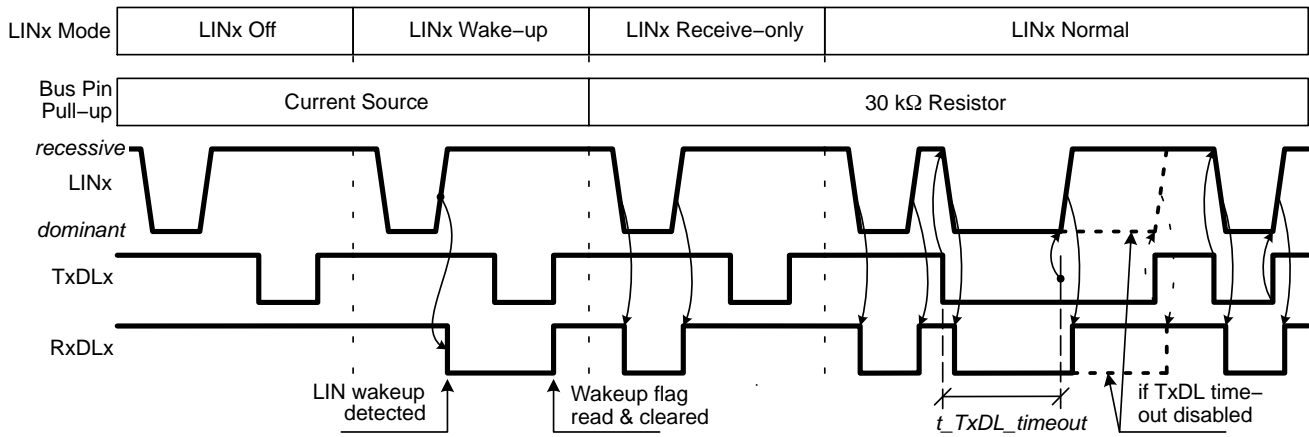 LINx Mode
LINx Off
LINx Wake−up
LINx Receive−only
LINx Normal
Bus Pin
Pull−up
Current Source
30 kΩ Resistor
recessive
LINx
dominant
TxDLx
RxDLx
LIN wakeup
detected
Wakeup flag
read & cleared
t_TxDL_timeout
if TxDL time−
out disabled